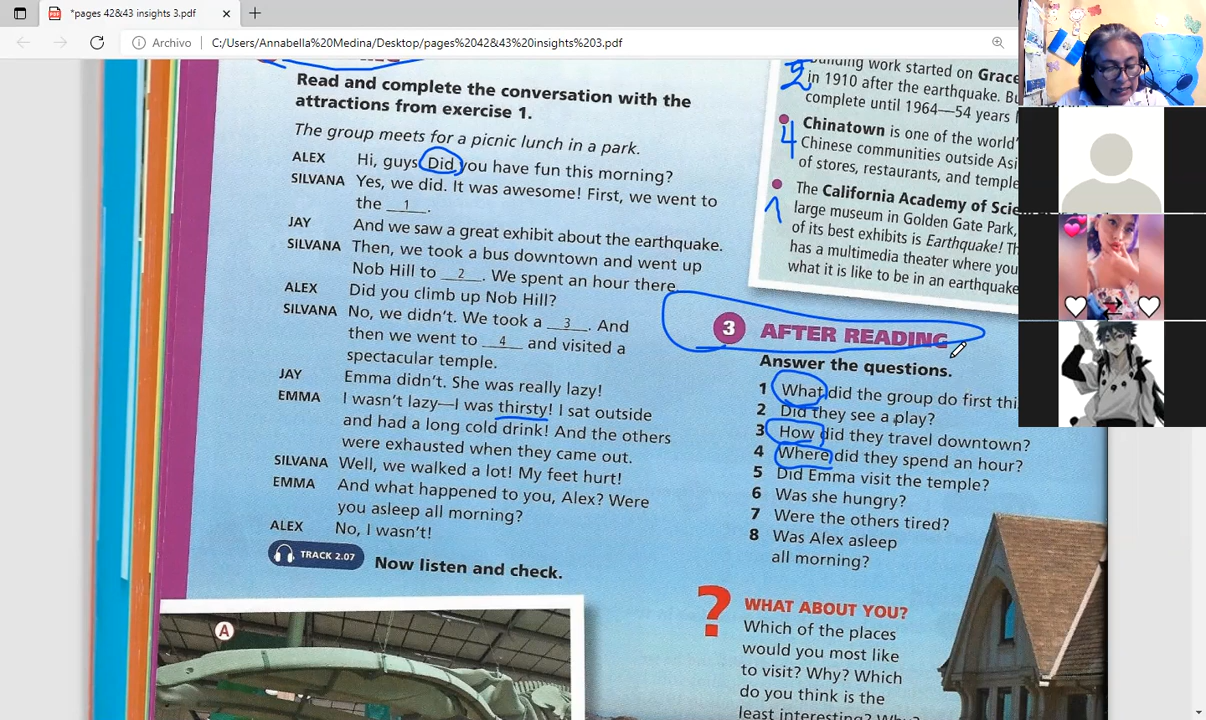 *pages 42&43 insights 3.pdf
Archivo
C:/Users/Annabella%20Medina/Desktop/pages%2042&43%20insights%203.pdf
Read and complete the conversation with the
attractions from exercise 1.
The group meets for a picnic lunch in a park.
ALEX Hi, guys Did you have fun this morning?
SILVANA Yes, we did. It was awesome! First, we went to
the 1.
JAY And we saw a great exhibit about the earthquake.
SILVANA Then, we took a bus downtown and went up
Nob Hill to 2. We spent an hour there.
ALEX Did you climb up Nob Hill?
SILVANA No, we didn't. We took a 3. And
then we went to 4 and visited a
spectacular temple.
JAY Emma didn't. She was really lazy!
EMMA I wasn't lazy—I was thirsty! I sat outside
and had a long cold drink! And the others
were exhausted when they came out.
SILVANA Well, we walked a lot! My feet hurt!
EMMA And what happened to you, Alex? Were
you asleep all morning?
ALEX No, I wasn't!
TRACK 2.07 Now listen and check.
A
2
work started on Grace
in 1910 after the earthquake. Bu
complete until 1964—54 years
4
Chinatown is one of the world'
Chinese communities outside Asi
of stores, restaurants, and temple
1
The California Academy of Scie
large museum in Golden Gate Park,
of its best exhibits is Earthquake! Th
has a multimedia theater where you
what it is like to be in an earthquake
3 AFTER READING
Answer the questions.
1 What did the group do first thi
2 Did they see a play?
3 How did they travel downtown?
4 Where did they spend an hour?
5 Did Emma visit the temple?
6 Was she hungry?
7 Were the others tired?
8 Was Alex asleep
all morning?
? WHAT ABOUT YOU?
Which of the places
would you most like
to visit? Why? Which
do you think is the
least interesting? Why?